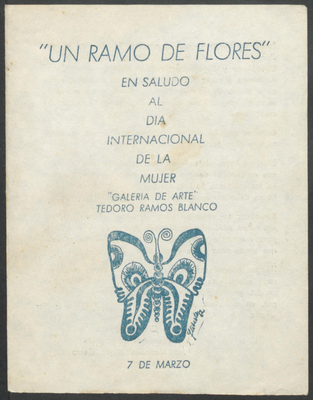 "UN RAMO DE FLORES"
EN SALUDO
AL
DIA
INTERNACIONAL
DE LA
MUJER
"GALERIA DE ARTE"
TEDORO RAMOS BLANCO
7 DE MARZO